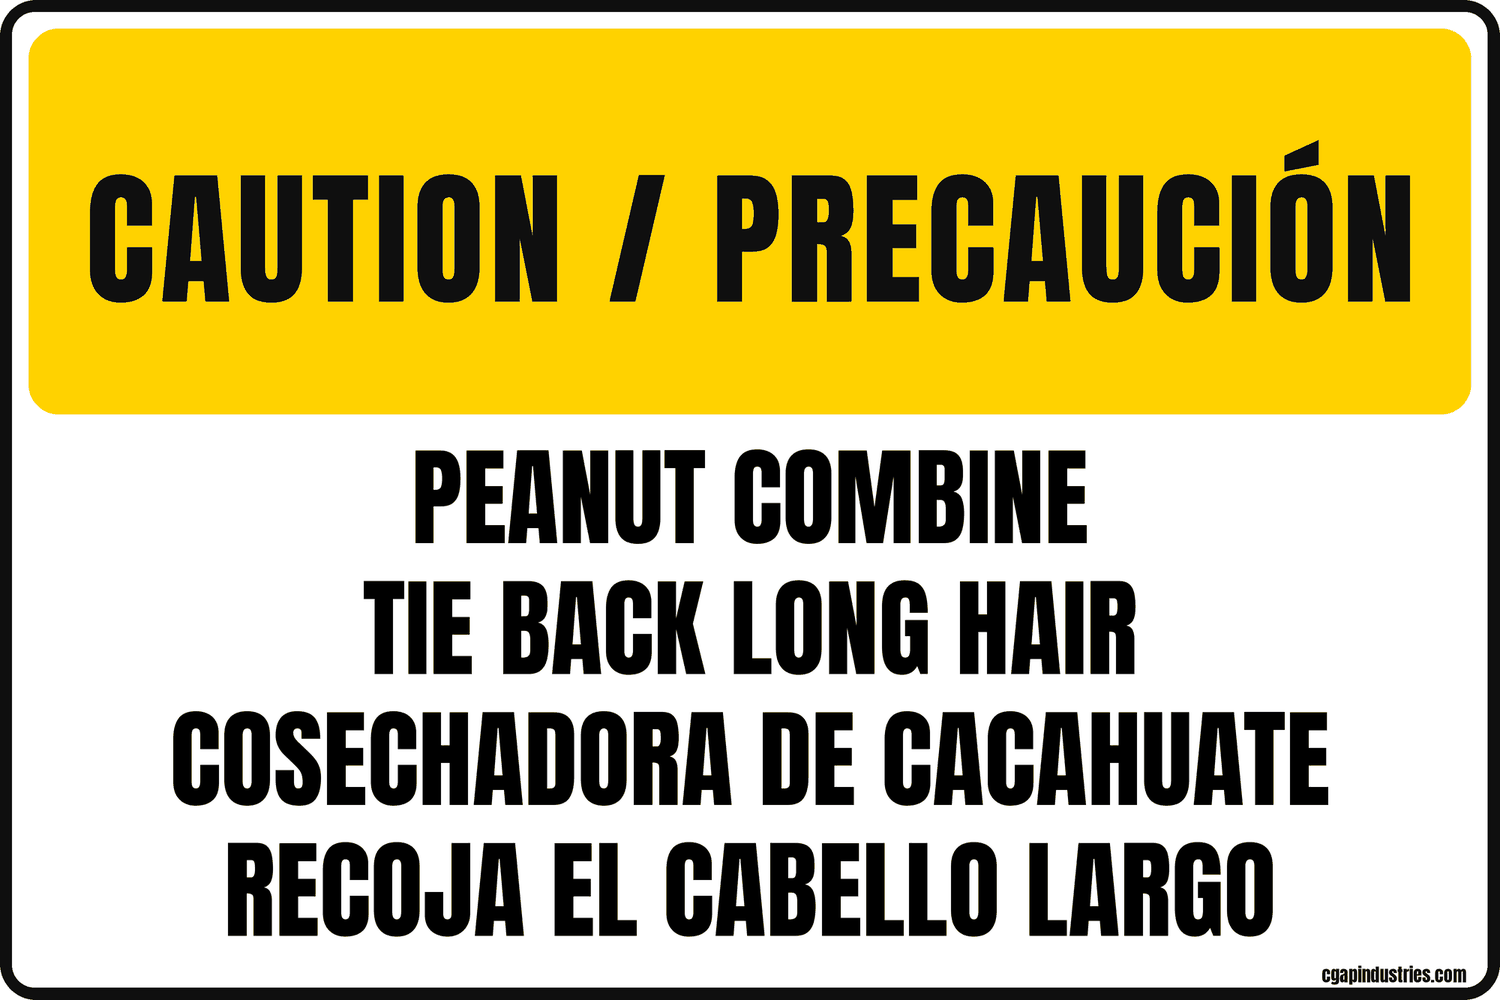 CAUTION / PRECAUCIÓN
PEANUT COMBINE
TIE BACK LONG HAIR
COSECHADORA DE CACAHUATE
RECOJA EL CABELLO LARGO
cgapindustries.com